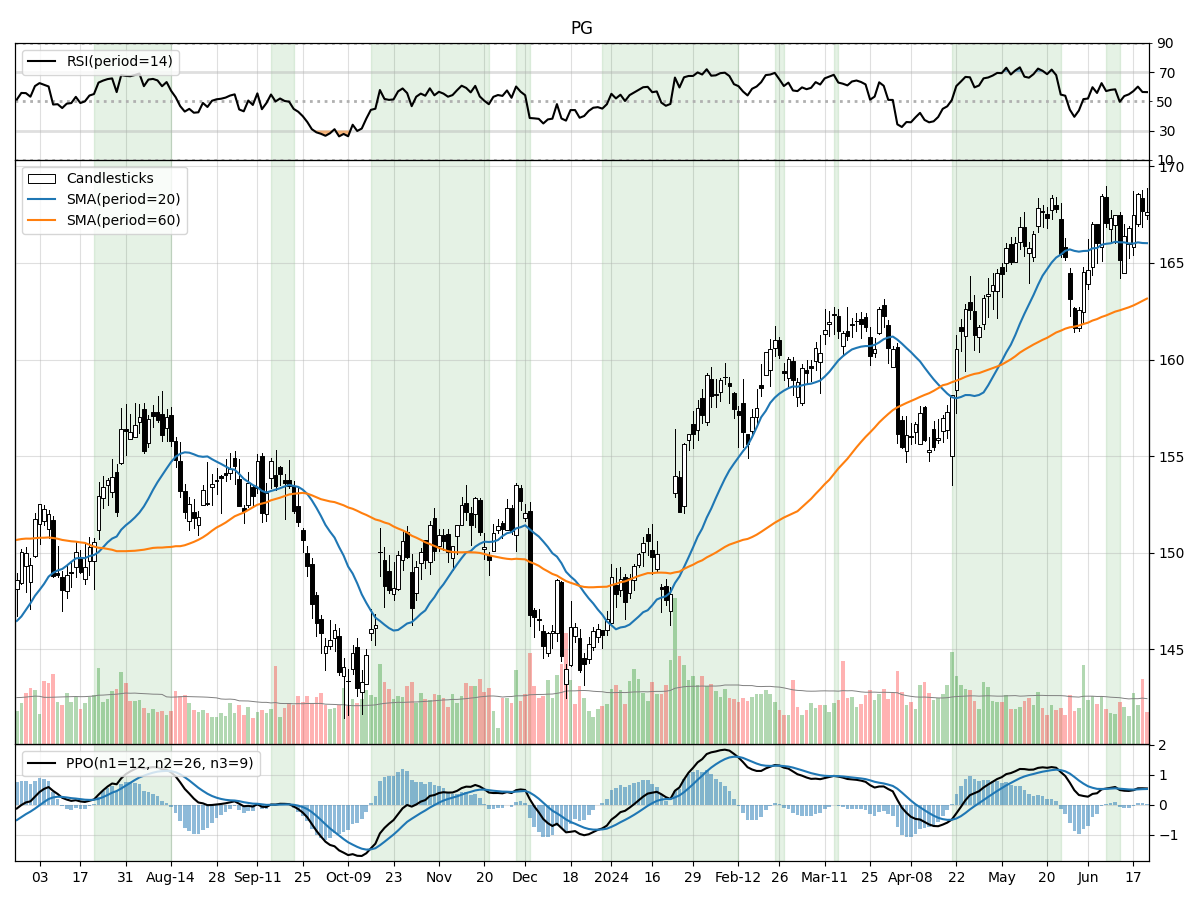 PG
RSI(period=14)
90
70
50
30
10
Candlesticks
SMA(period=20)
SMA(period=60)
170
165
160
155
150
145
PPO(n1=12, n2=26, n3=9)
2
1
0
−1
03 17 31 Aug-14 28 Sep-11 25 Oct-09 23 Nov 20 Dec 18 2024 16 29 Feb-12 26 Mar-11 25 Apr-08 22 May 20 Jun 17